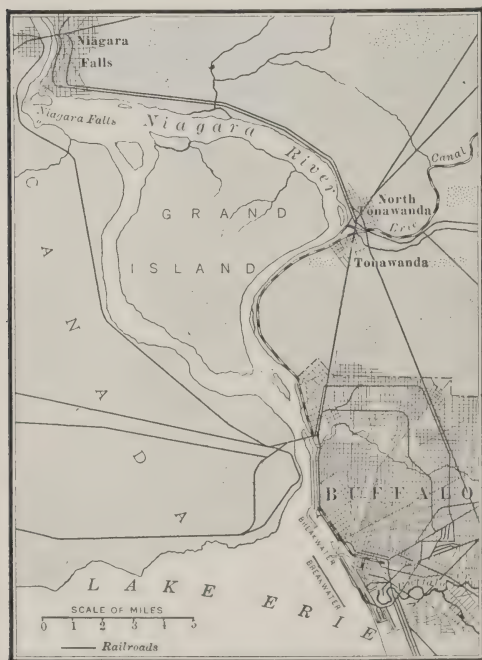 Niagara
Falls
Niagara Falls
Niagara River
Canal
North
Tonawanda
Erie
Tonawanda
GRAND
ISLAND
CANADA
BUFFALO
BREAKWATER
BREAKWATER
LAKE ERIE
SCALE OF MILES
0 1 2 3 4 5
Railroads